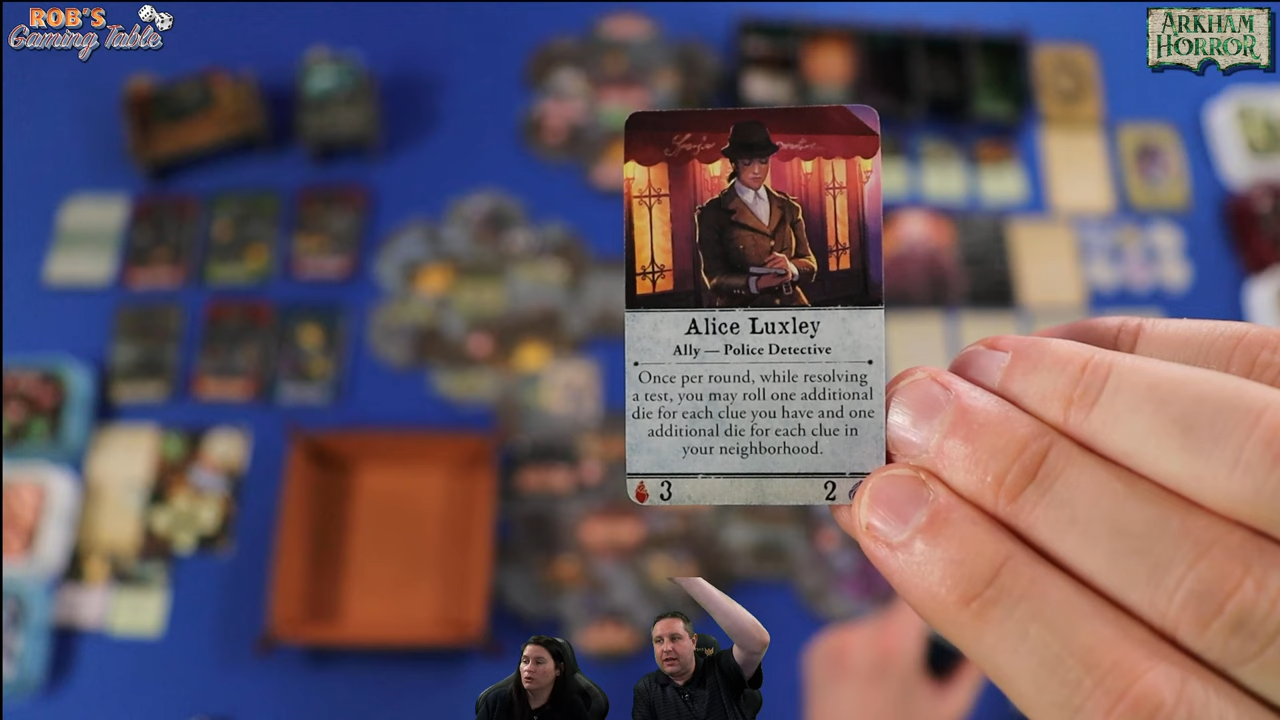 ROB'S
Gaming Table
ARKHAM
HORROR
Alice Luxley
Ally — Police Detective
Once per round, while resolving
a test, you may roll one additional
die for each clue you have and one
additional die for each clue in
your neighborhood.
3
2